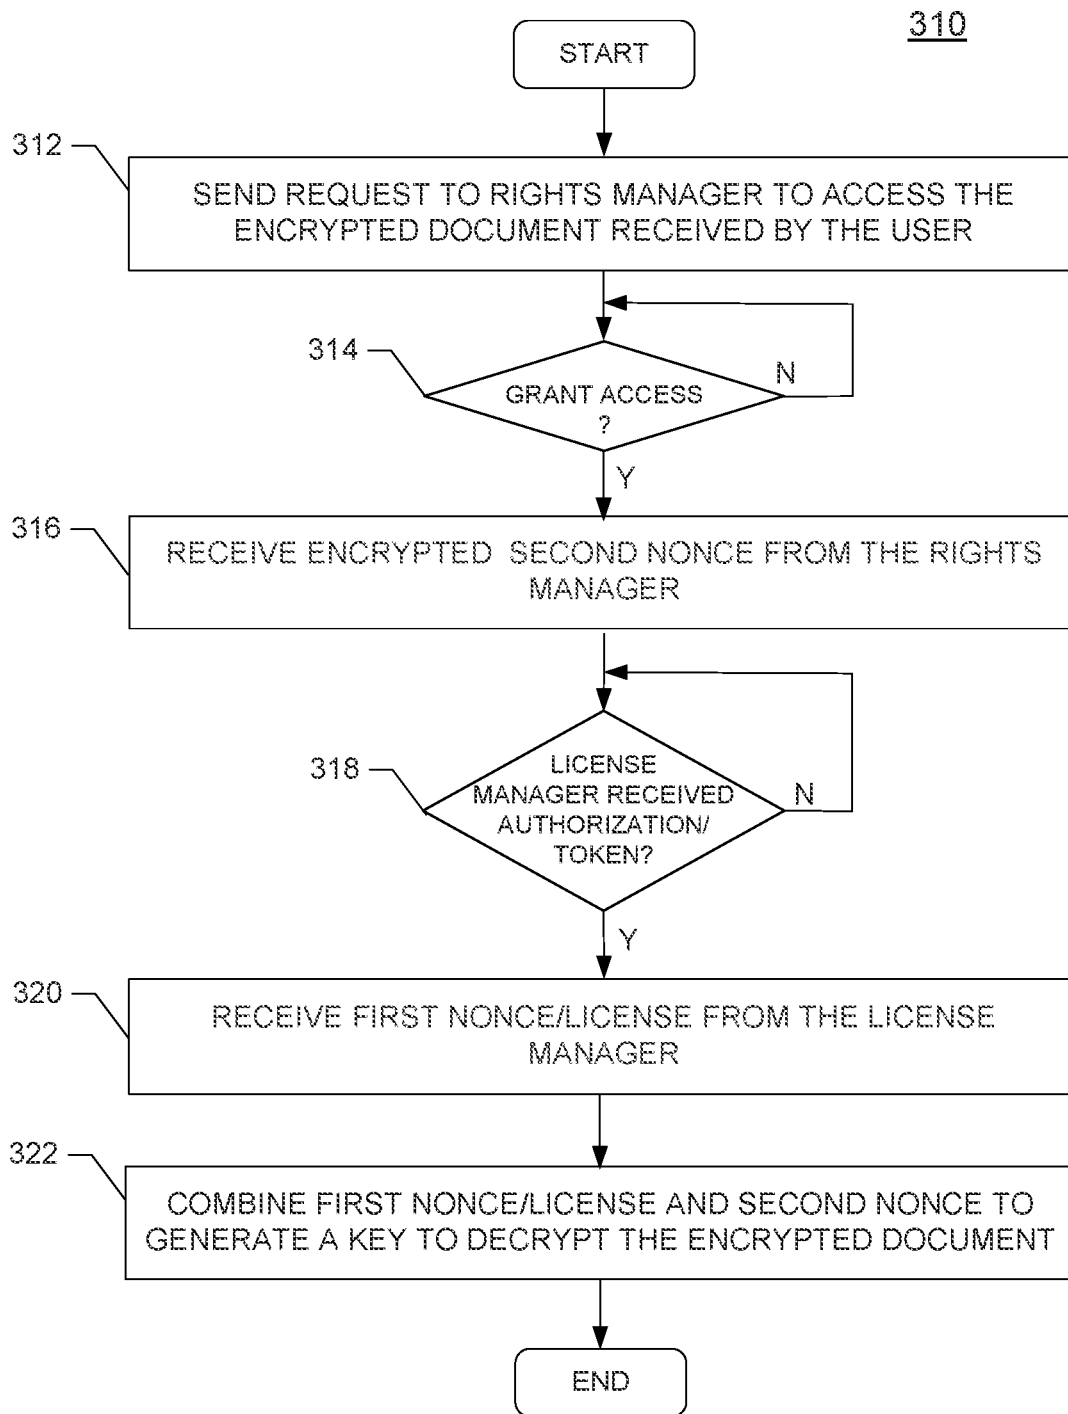 310
START
312
SEND REQUEST TO RIGHTS MANAGER TO ACCESS THE
ENCRYPTED DOCUMENT RECEIVED BY THE USER
314
GRANT ACCESS
?
N
Y
316
RECEIVE ENCRYPTED SECOND NONCE FROM THE RIGHTS
MANAGER
318
LICENSE
MANAGER RECEIVED
AUTHORIZATION/
TOKEN?
N
Y
320
RECEIVE FIRST NONCE/LICENSE FROM THE LICENSE
MANAGER
322
COMBINE FIRST NONCE/LICENSE AND SECOND NONCE TO
GENERATE A KEY TO DECRYPT THE ENCRYPTED DOCUMENT
END